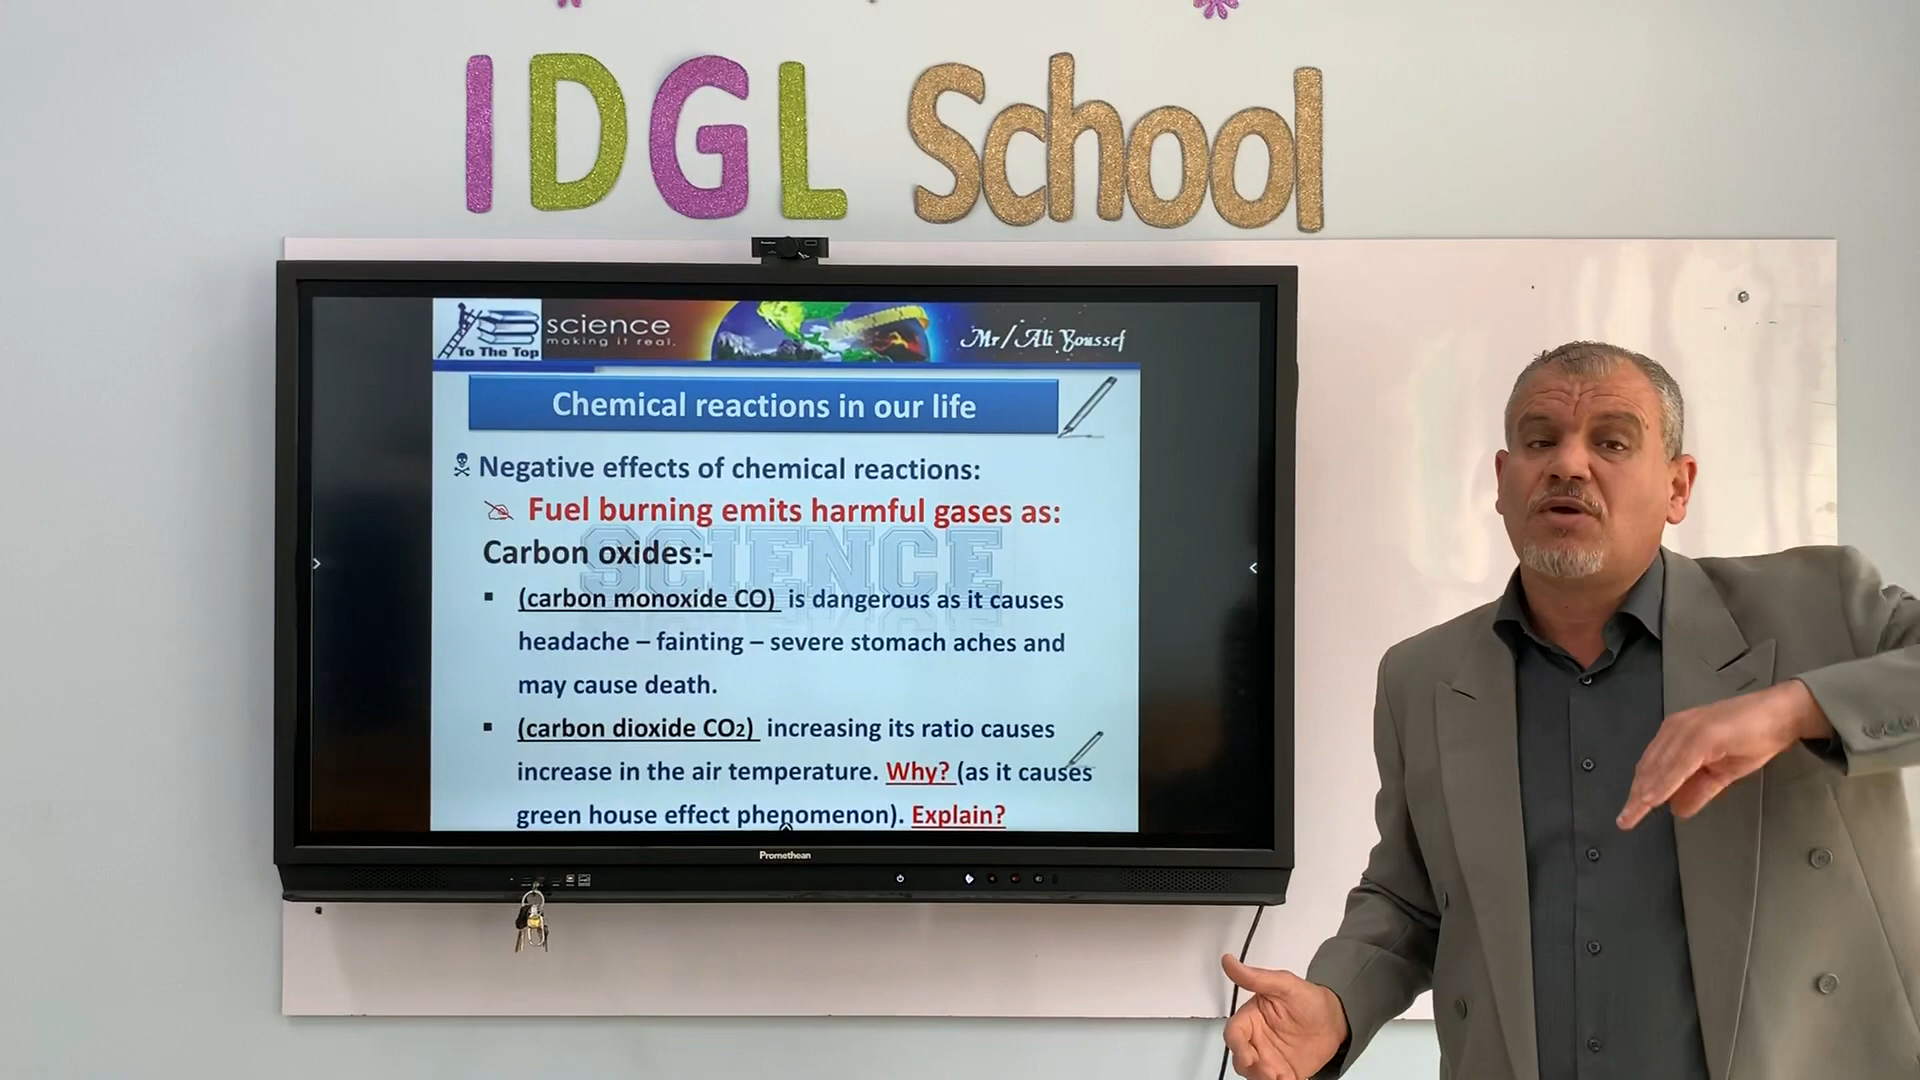 IDGL School
To The Top
science
making it real.
Mr/Ali Youssef
Chemical reactions in our life
Negative effects of chemical reactions:
Fuel burning emits harmful gases as:
SCIENCE
Carbon oxides:-
▪ (carbon monoxide CO) is dangerous as it causes
headache – fainting – severe stomach aches and
may cause death.
▪ (carbon dioxide CO2) increasing its ratio causes
increase in the air temperature. Why? (as it causes
green house effect phenomenon). Explain?
Promethean